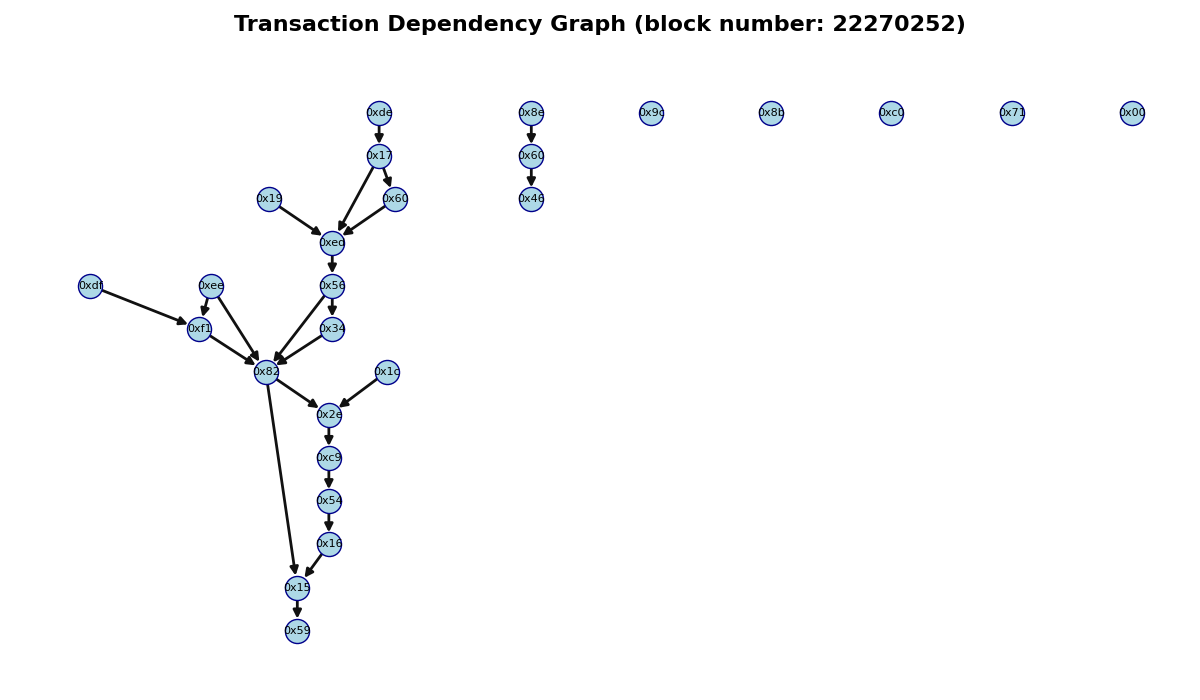 Transaction Dependency Graph (block number: 22270252)
0xde 0x8e 0x9c 0x8b 0xc0 0x71 0x00
0x17 0x60
0x19 0x60 0x46
0xed
0xdf 0xee 0x56
0xf1 0x34
0x82 0x1c
0x2e
0xc9
0x54
0x16
0x15
0x59